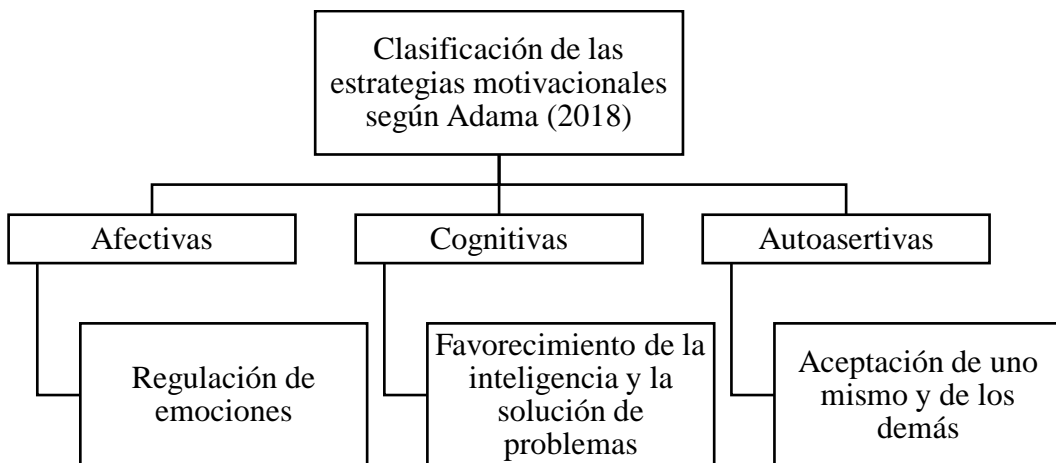 Clasificación de las
estrategias motivacionales
según Adama (2018)
Afectivas
Cognitivas
Autoasertivas
Regulación de
emociones
Favorecimiento de la
inteligencia y la
solución de
problemas
Aceptación de uno
mismo y de los
demás